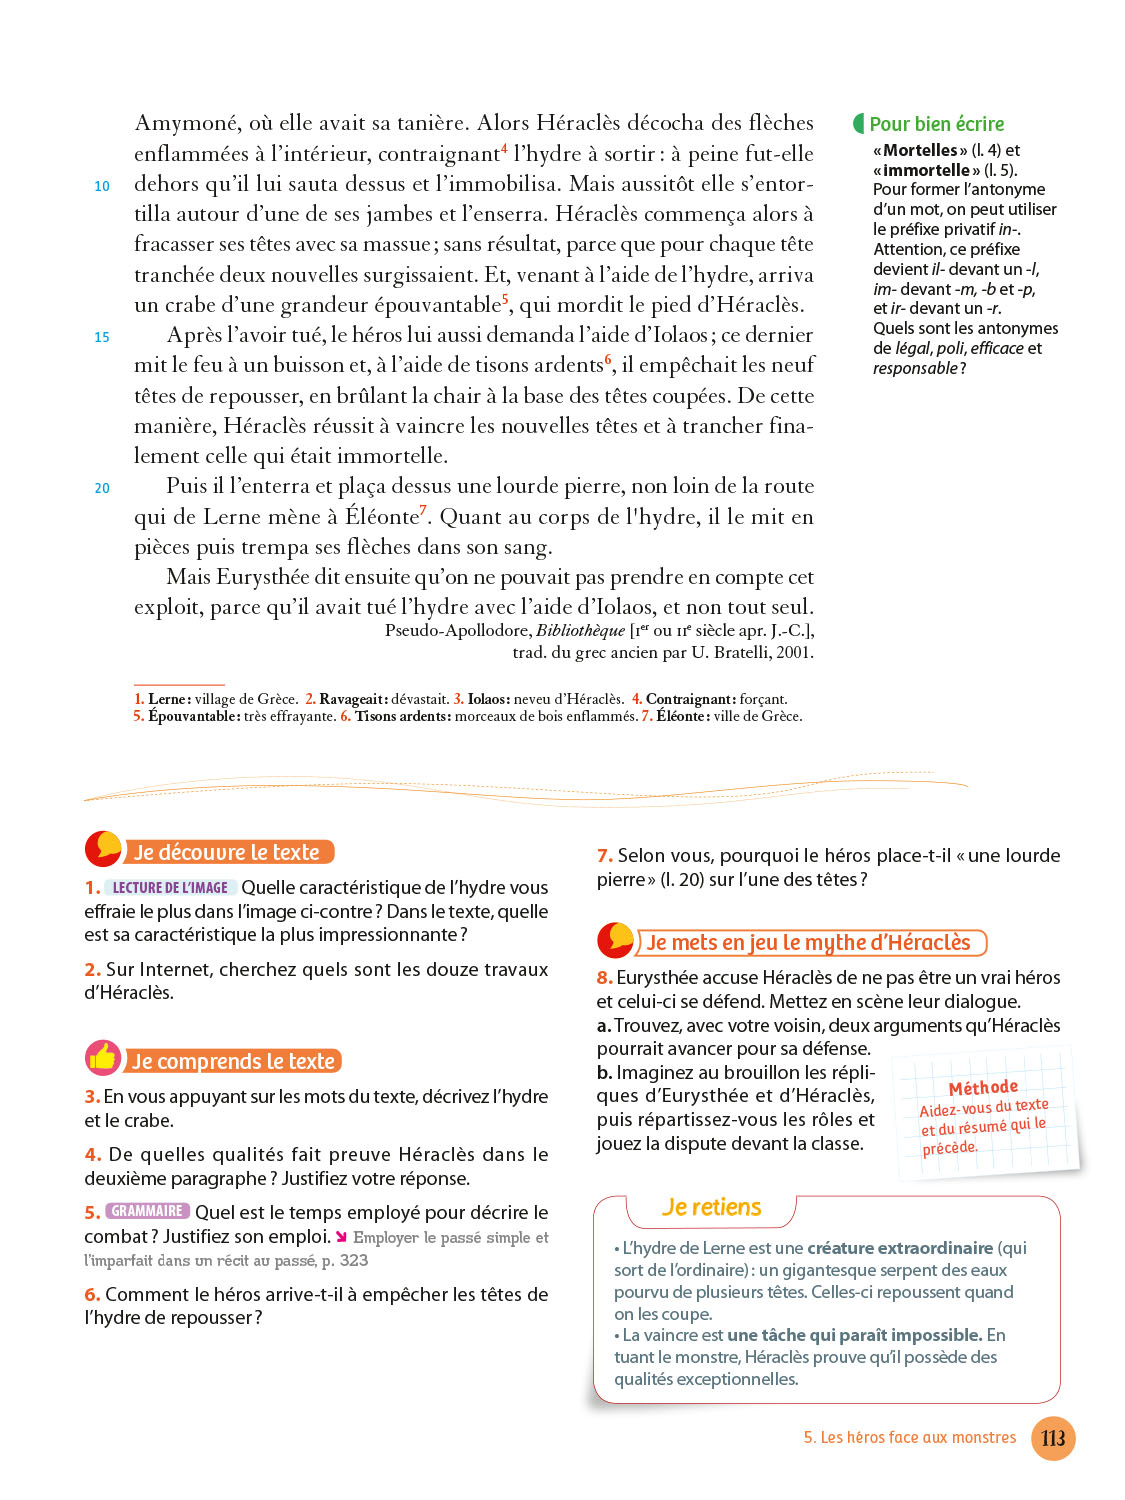 Amymoné, où elle avait sa tanière. Alors Héraclès décocha des flèches
enflammées à l'intérieur, contraignant4 l'hydre à sortir : à peine fut-elle
10 dehors qu'il lui sauta dessus et l'immobilisa. Mais aussitôt elle s'entor-
tilla autour d'une de ses jambes et l'enserra. Héraclès commença alors à
fracasser ses têtes avec sa massue ; sans résultat, parce que pour chaque tête
tranchée deux nouvelles surgissaient. Et, venant à l'aide de l'hydre, arriva
un crabe d'une grandeur épouvantable5, qui mordit le pied d'Héraclès.
15 Après l'avoir tué, le héros lui aussi demanda l'aide d'Iolaos ; ce dernier
mit le feu à un buisson et, à l'aide de tisons ardents6, il empêchait les neuf
têtes de repousser, en brûlant la chair à la base des têtes coupées. De cette
manière, Héraclès réussit à vaincre les nouvelles têtes et à trancher fina-
lement celle qui était immortelle.
20 Puis il l'enterra et plaça dessus une lourde pierre, non loin de la route
qui de Lerne mène à Éléonte7. Quant au corps de l'hydre, il le mit en
pièces puis trempa ses flèches dans son sang.
Mais Eurysthée dit ensuite qu'on ne pouvait pas prendre en compte cet
exploit, parce qu'il avait tué l'hydre avec l'aide d'Iolaos, et non tout seul.
Pseudo-Apollodore, Bibliothèque [Ier ou IIe siècle apr. J.-C.],
trad. du grec ancien par U. Bratelli, 2001.
1. Lerne : village de Grèce. 2. Ravageait : dévastait. 3. Iolaos : neveu d'Héraclès. 4. Contraignant : forçant.
5. Épouvantable : très effrayante. 6. Tisons ardents : morceaux de bois enflammés. 7. Éléonte : ville de Grèce.
Pour bien écrire
« Mortelles » (l. 4) et
« immortelle » (l. 5).
Pour former l'antonyme
d'un mot, on peut utiliser
le préfixe privatif in-.
Attention, ce préfixe
devient il- devant un -l,
im- devant -m, -b et -p,
et ir- devant un -r.
Quels sont les antonymes
de légal, poli, efficace et
responsable ?
Je découvre le texte
1. LECTURE DE L'IMAGE Quelle caractéristique de l'hydre vous
effraie le plus dans l'image ci-contre ? Dans le texte, quelle
est sa caractéristique la plus impressionnante ?
2. Sur Internet, cherchez quels sont les douze travaux
d'Héraclès.
Je comprends le texte
3. En vous appuyant sur les mots du texte, décrivez l'hydre
et le crabe.
4. De quelles qualités fait preuve Héraclès dans le
deuxième paragraphe ? Justifiez votre réponse.
5. GRAMMAIRE Quel est le temps employé pour décrire le
combat ? Justifiez son emploi. ➘ Employer le passé simple et
l'imparfait dans un récit au passé, p. 323
6. Comment le héros arrive-t-il à empêcher les têtes de
l'hydre de repousser ?
7. Selon vous, pourquoi le héros place-t-il « une lourde
pierre » (l. 20) sur l'une des têtes ?
Je mets en jeu le mythe d'Héraclès
8. Eurysthée accuse Héraclès de ne pas être un vrai héros
et celui-ci se défend. Mettez en scène leur dialogue.
a. Trouvez, avec votre voisin, deux arguments qu'Héraclès
pourrait avancer pour sa défense.
b. Imaginez au brouillon les répli-
ques d'Eurysthée et d'Héraclès,
puis répartissez-vous les rôles et
jouez la dispute devant la classe.
Méthode
Aidez-vous du texte
et du résumé qui le
précède.
Je retiens
• L'hydre de Lerne est une créature extraordinaire (qui
sort de l'ordinaire) : un gigantesque serpent des eaux
pourvu de plusieurs têtes. Celles-ci repoussent quand
on les coupe.
• La vaincre est une tâche qui paraît impossible. En
tuant le monstre, Héraclès prouve qu'il possède des
qualités exceptionnelles.
5. Les héros face aux monstres 113